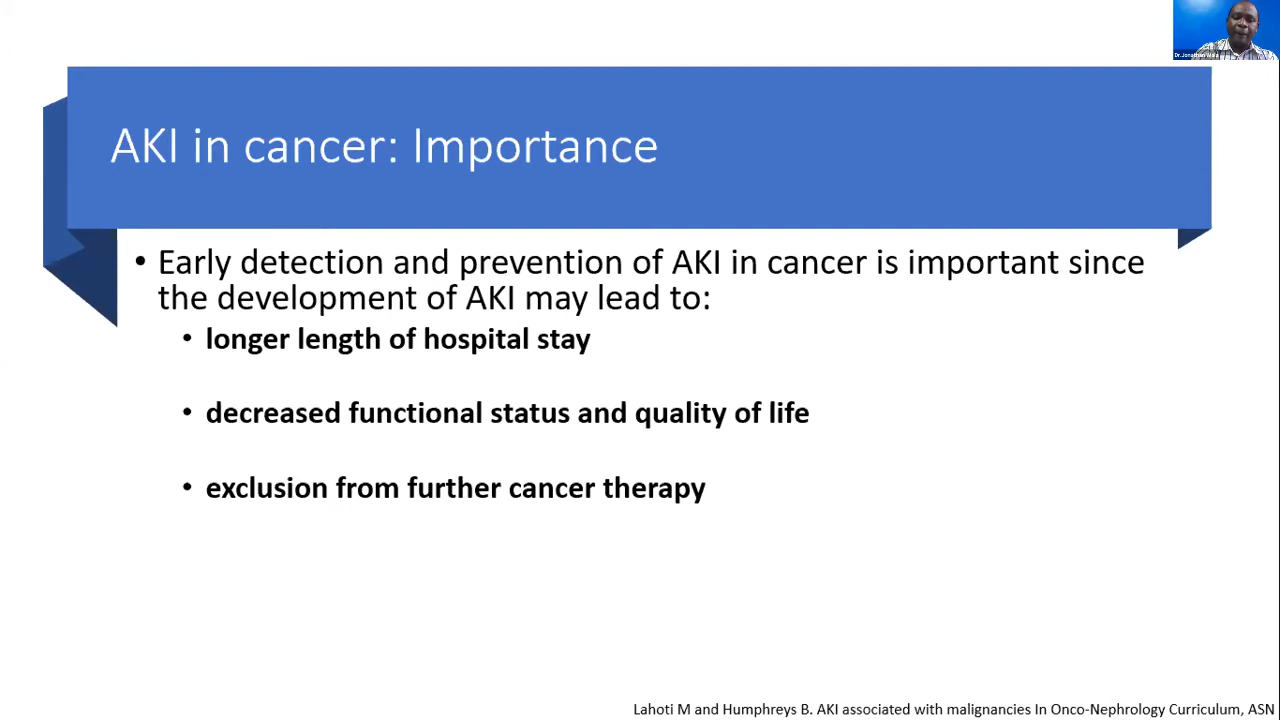 Dr.Jonathan
AKI in cancer: Importance
• Early detection and prevention of AKI in cancer is important since
the development of AKI may lead to:
• longer length of hospital stay
• decreased functional status and quality of life
• exclusion from further cancer therapy
Lahoti M and Humphreys B. AKI associated with malignancies In Onco-Nephrology Curriculum, ASN